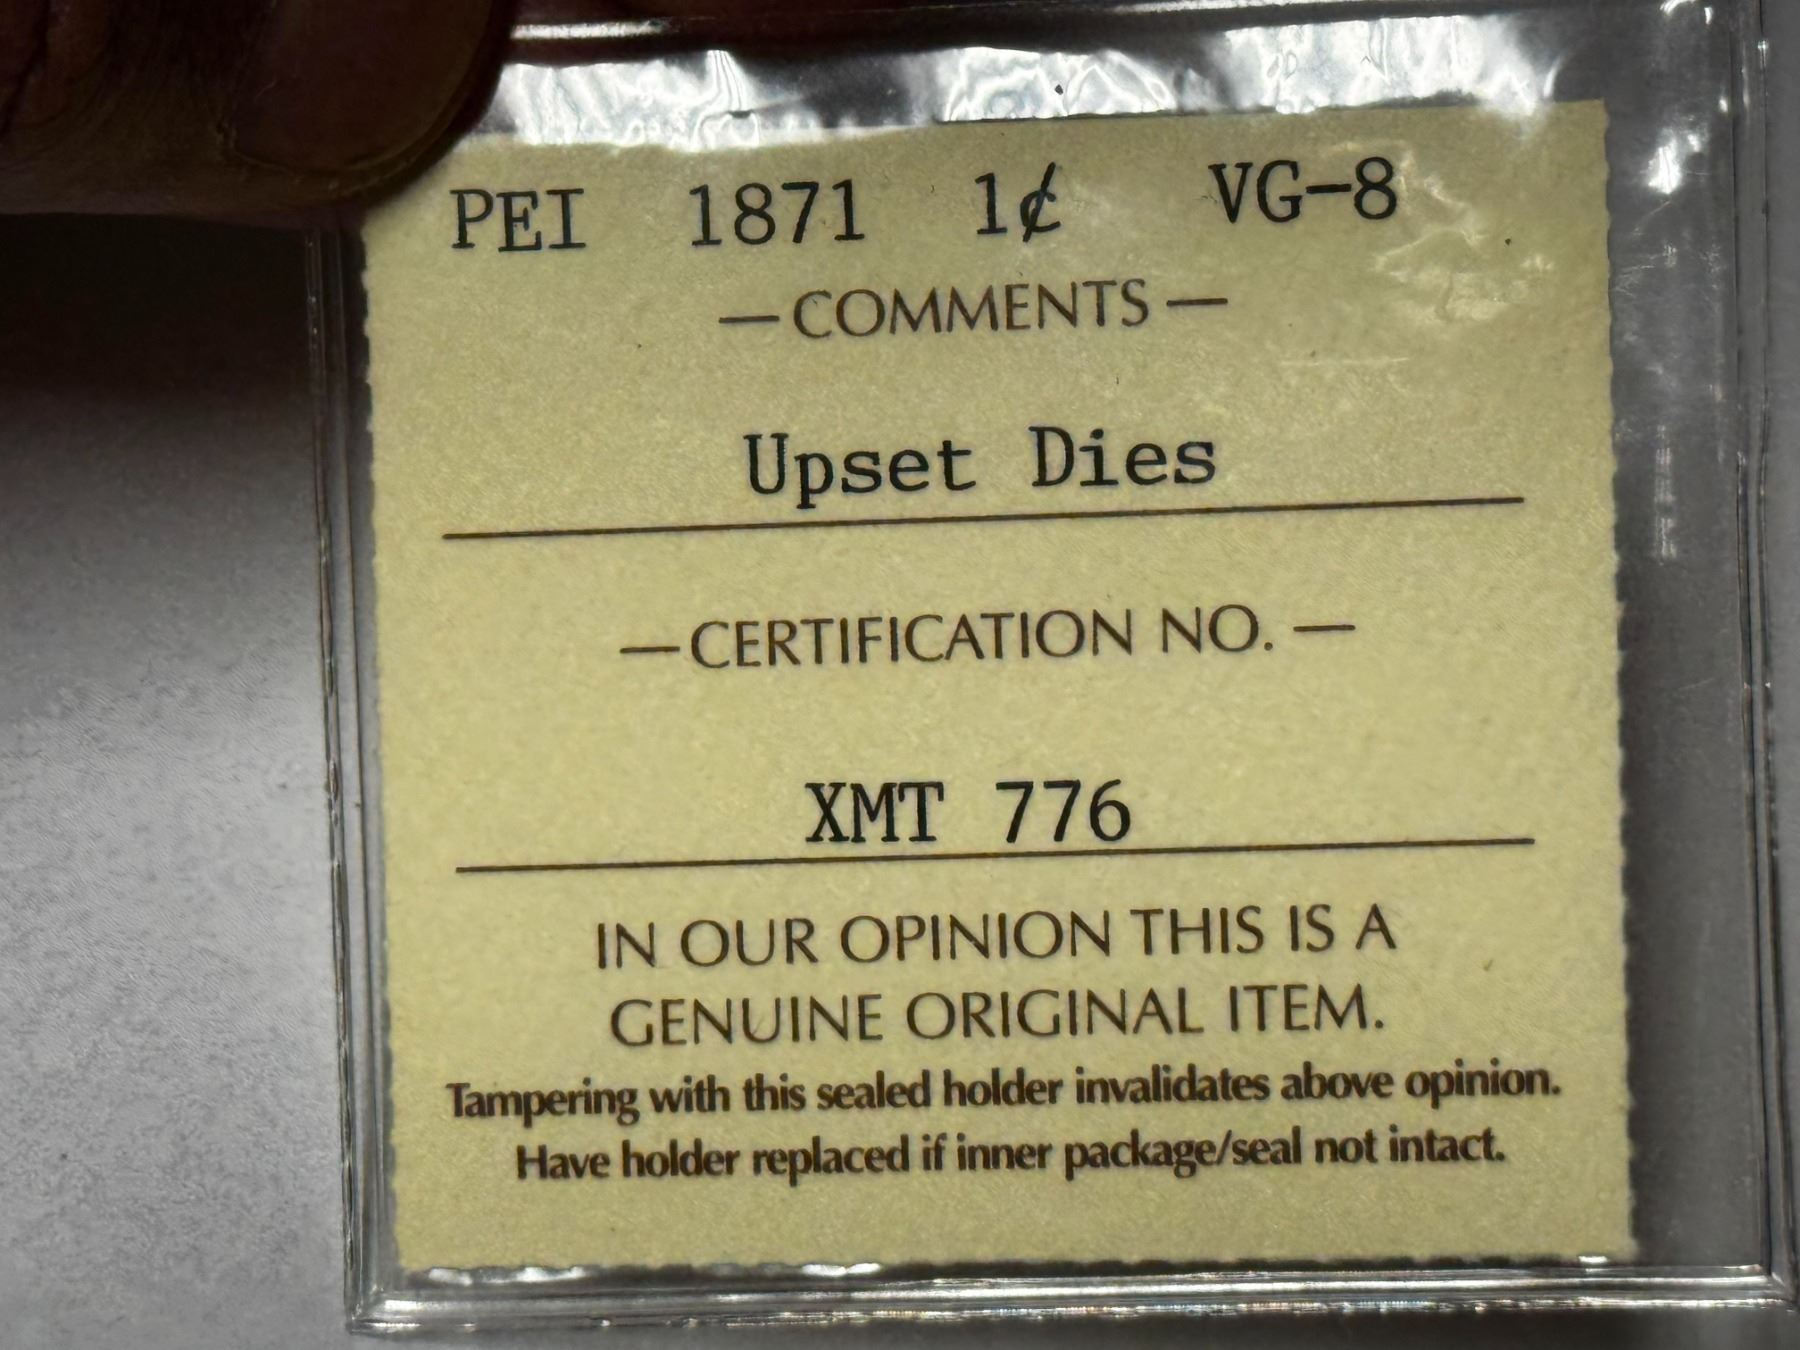 PEI 1871 1¢ VG-8
—COMMENTS—
Upset Dies
—CERTIFICATION NO.—
XMT 776
IN OUR OPINION THIS IS A
GENUINE ORIGINAL ITEM.
Tampering with this sealed holder invalidates above opinion.
Have holder replaced if inner package/seal not intact.